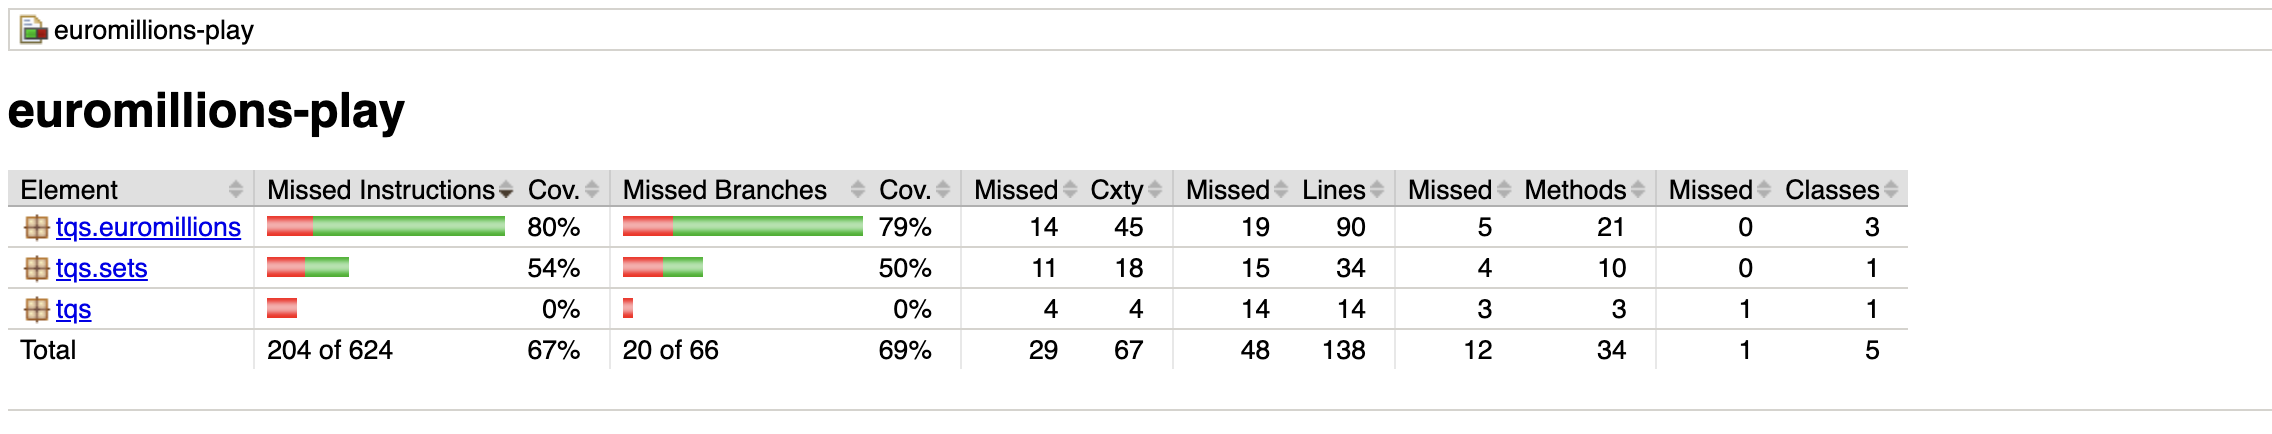 euromillions-play
euromillions-play
Element Missed Instructions Cov. Missed Branches Cov. Missed Cxty Missed Lines Missed Methods Missed Classes
tqs.euromillions 80% 79% 14 45 19 90 5 21 0 3
tqs.sets 54% 50% 11 18 15 34 4 10 0 1
tqs 0% 0% 4 4 14 14 3 3 1 1
Total 204 of 624 67% 20 of 66 69% 29 67 48 138 12 34 1 5